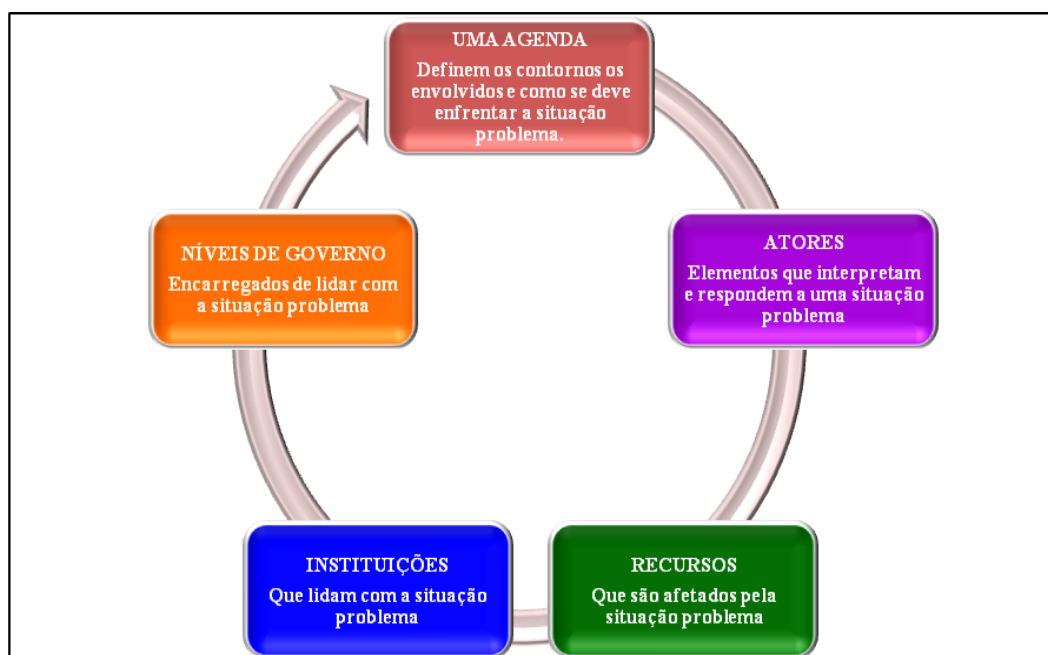 UMA AGENDA
Definem os contornos os
envolvidos e como se deve
enfrentar a situação
problema.
ATORES
Elementos que interpretam
e respondem a uma situação
problema
RECURSOS
Que são afetados pela
situação problema
INSTITUIÇÕES
Que lidam com a situação
problema
NÍVEIS DE GOVERNO
Encarregados de lidar com
a situação problema